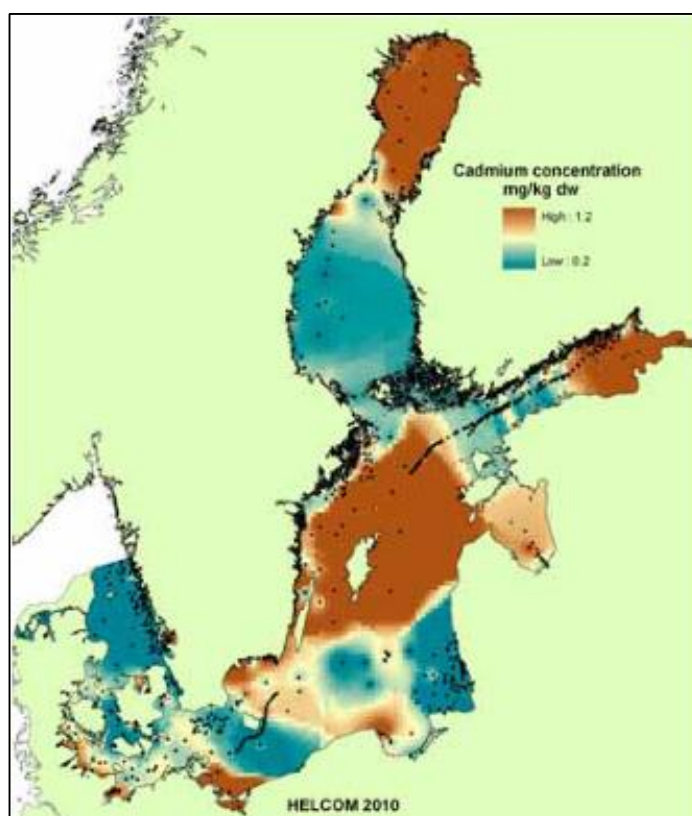 Cadmium concentration
mg/kg dw
High : 1.2
Low : 0.2
HELCOM 2010